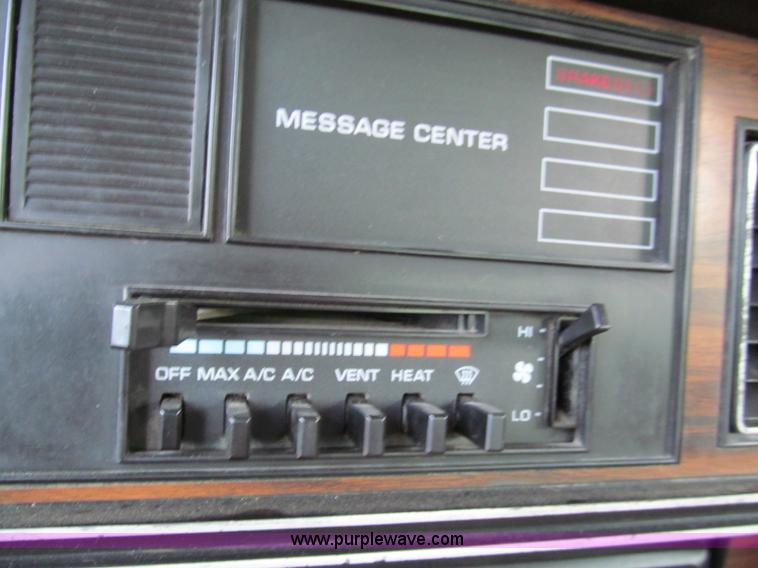 MESSAGE CENTER
HI
OFF MAX A/C A/C VENT HEAT
LO
www.purplewave.com